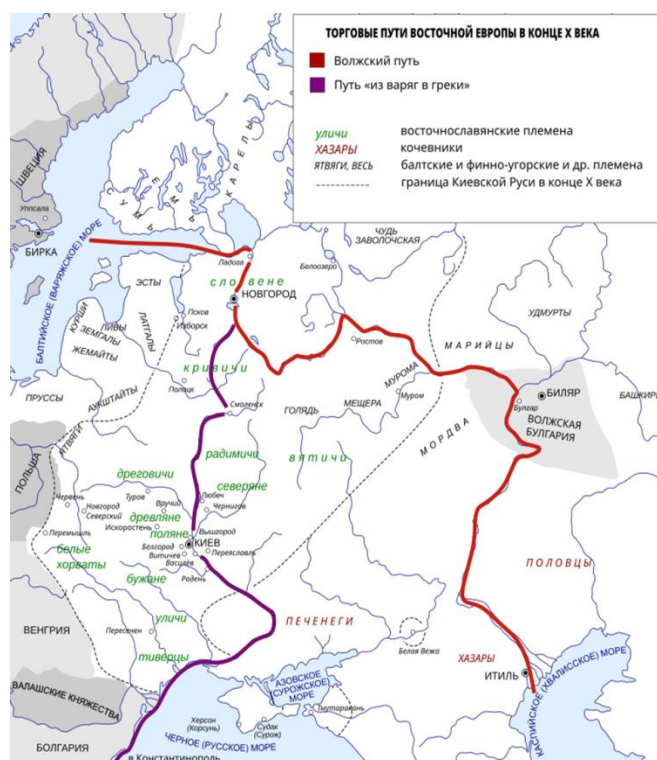 ТОРГОВЫЕ ПУТИ ВОСТОЧНОЙ ЕВРОПЫ В КОНЦЕ X ВЕКА
Волжский путь
Путь «из варяг в греки»
уличи
восточнославянские племена
ХАЗАРЫ
кочевники
ЯТВЯГИ, ВЕСЬ
балтские и финно-угорские и др. племена
граница Киевской Руси в конце X века
ШВЕЦИЯ
Уппсала
БИРКА
БАЛТИЙСКОЕ (ВАРЯЖСКОЕ) МОРЕ
СУМЬ
ЕМЬ
КАРЕЛЫ
Ладога
словене
НОВГОРОД
Белоозеро
ЧУДЬ
ЗАВОЛОЧСКАЯ
ЭСТЫ
Псков
Изборск
КУРШИ
ЛИВЫ
ЗЕМГАЛЫ
ЛАТГАЛЫ
ЖЕМАЙТЫ
кривичи
Ростов
МАРИЙЦЫ
УДМУРТЫ
ПРУССЫ
АУКШТАЙТЫ
Полоцк
Смоленск
ГОЛЯДЬ
МЕЩЕРА
МУРОМА
Муром
БИЛЯР
Булгар
БАШКИРЫ
ВОЛЖСКАЯ
БУЛГАРИЯ
МОРДВА
ЯТВЯГИ
ПОЛЬША
радимичи
вятичи
дреговичи
северяне
Туров
Вручий
Любеч
Чернигов
Червень
Новгород
Северский
древляне
Искоростень
поляне
Вышгород
Перемышль
КИЕВ
Белгород
Витичев
Василёв
Переяславль
белые
хорваты
бужане
Родень
ПОЛОВЦЫ
ВЕНГРИЯ
уличи
Пересечен
тиверцы
ПЕЧЕНЕГИ
Белая Вежа
ХАЗАРЫ
ИТИЛЬ
АЗОВСКОЕ
(СУРОЖСКОЕ)
МОРЕ
КАСПИЙСКОЕ (ХВАЛИССКОЕ) МОРЕ
ВАЛАШСКИЕ КНЯЖЕСТВА
Тмутаракань
Херсон
(Корсунь)
Судак
(Сурож)
ЧЕРНОЕ (РУССКОЕ) МОРЕ
БОЛГАРИЯ
в Константинополь